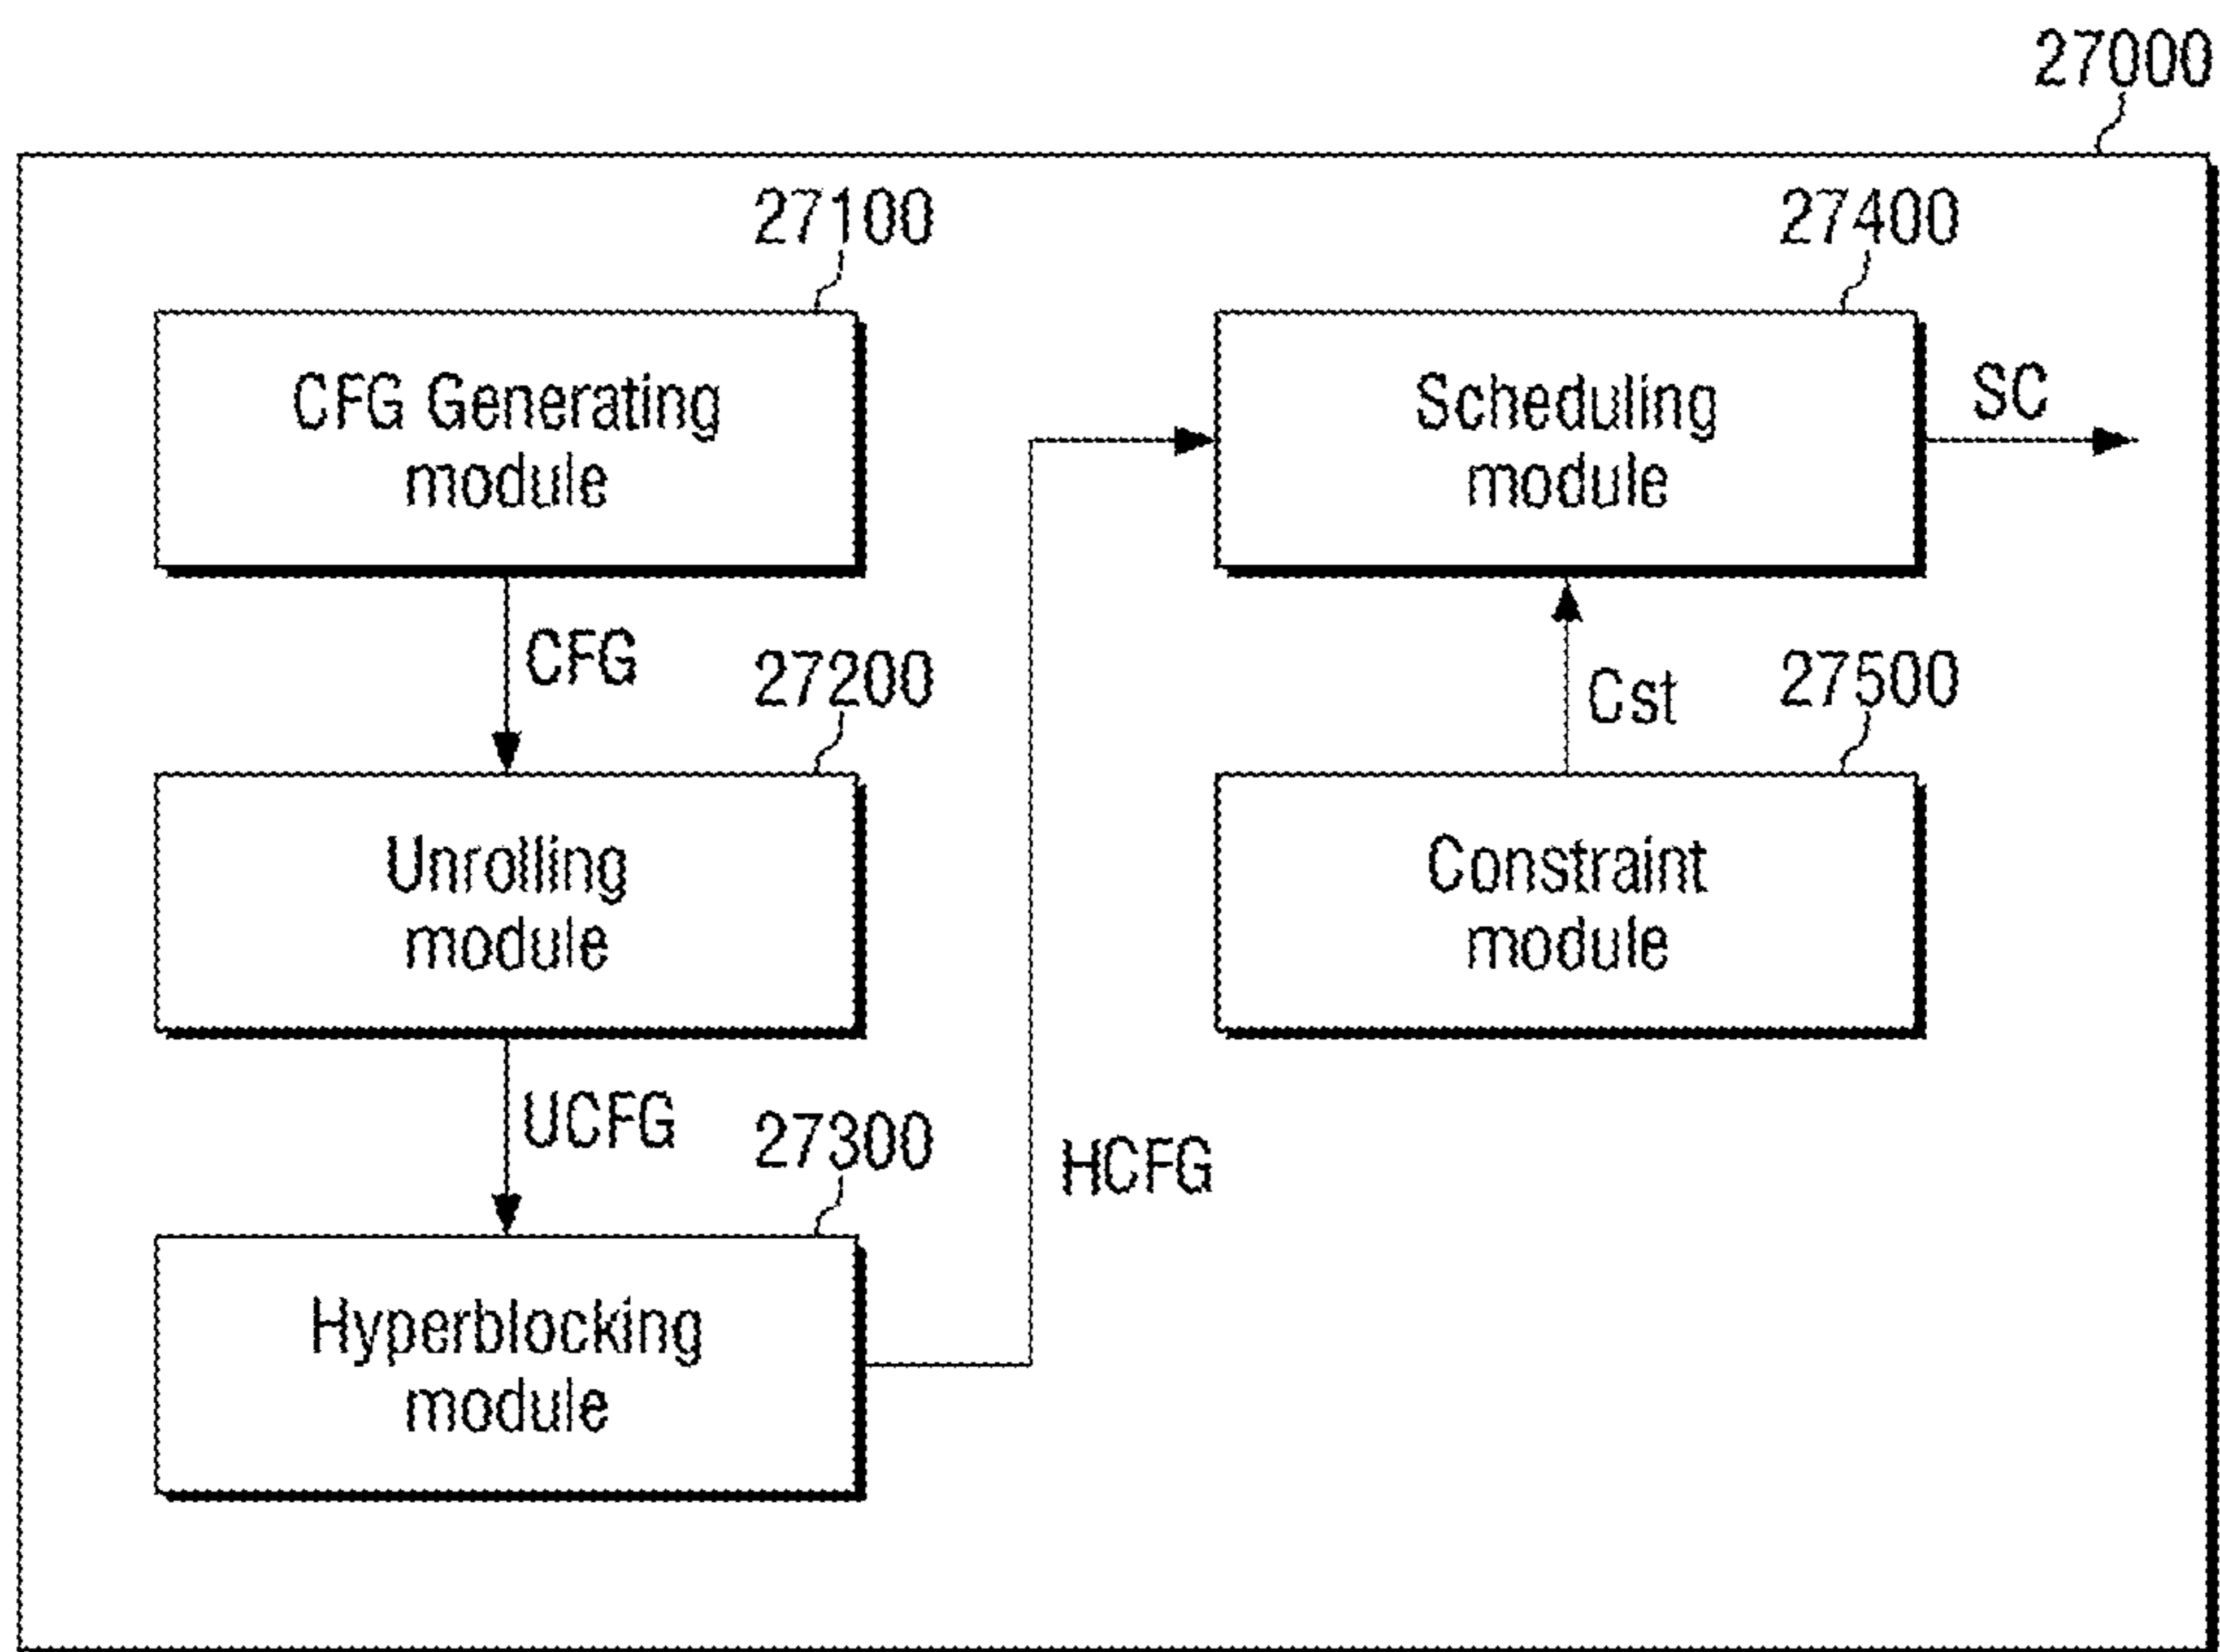 27000
27100
CFG Generating
module
CFG
27200
Unrolling
module
UCFG
27300
Hyperblocking
module
HCFG
27400
Scheduling
module
SC
Cst
27500
Constraint
module